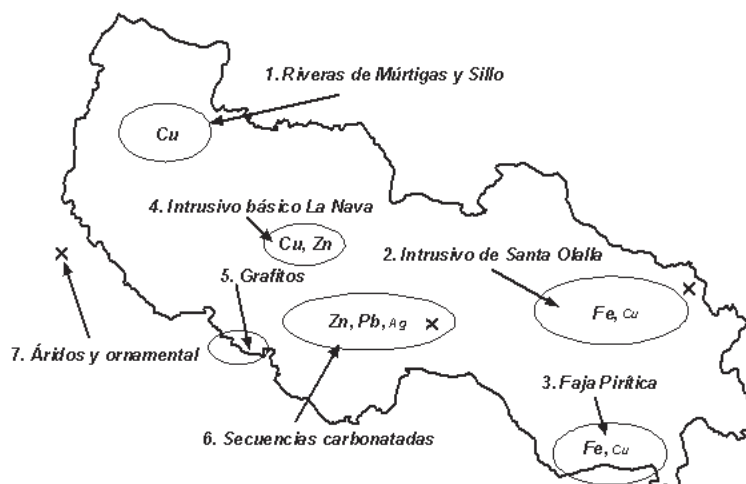 1. Riveras de Múrtigas y Sillo
Cu
4. Intrusivo básico La Nava
Cu, Zn
2. Intrusivo de Santa Olalla
5. Grafitos
Fe, Cu
Zn, Pb, Ag
7. Áridos y ornamental
3. Faja Pirítica
6. Secuencias carbonatadas
Fe, Cu